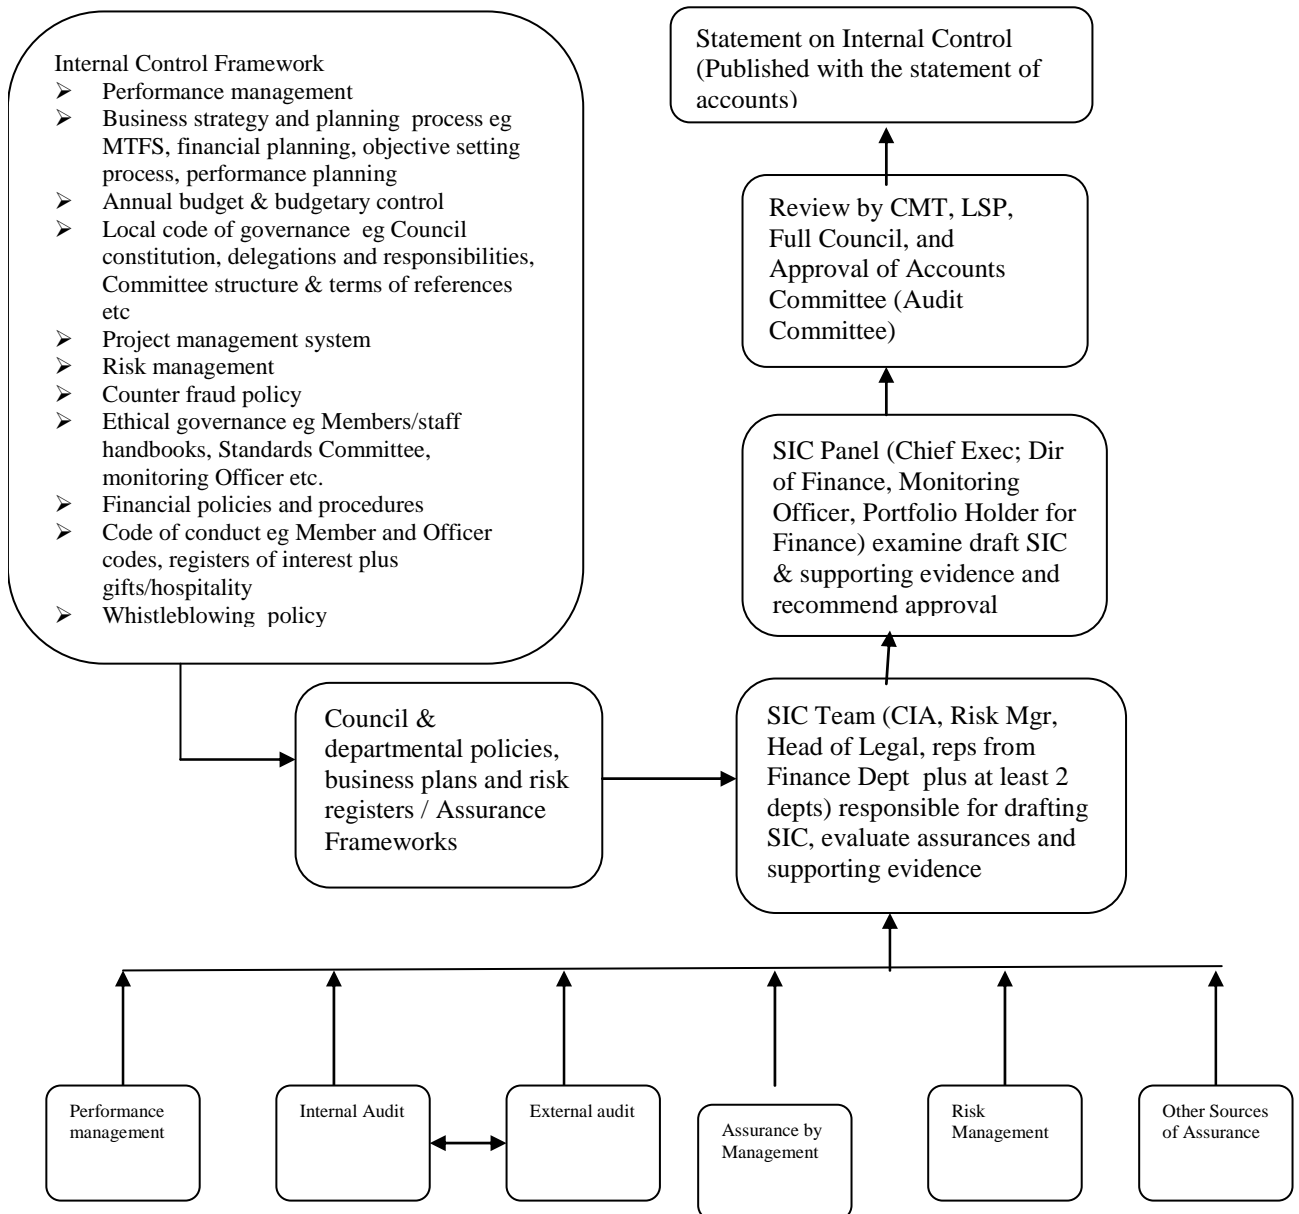 Internal Control Framework
➢ Performance management
➢ Business strategy and planning process eg
MTFS, financial planning, objective setting
process, performance planning
➢ Annual budget & budgetary control
➢ Local code of governance eg Council
constitution, delegations and responsibilities,
Committee structure & terms of references
etc
➢ Project management system
➢ Risk management
➢ Counter fraud policy
➢ Ethical governance eg Members/staff
handbooks, Standards Committee,
monitoring Officer etc.
➢ Financial policies and procedures
➢ Code of conduct eg Member and Officer
codes, registers of interest plus
gifts/hospitality
➢ Whistleblowing policy
Statement on Internal Control
(Published with the statement of
accounts)
Review by CMT, LSP,
Full Council, and
Approval of Accounts
Committee (Audit
Committee)
SIC Panel (Chief Exec; Dir
of Finance, Monitoring
Officer, Portfolio Holder for
Finance) examine draft SIC
& supporting evidence and
recommend approval
Council &
departmental policies,
business plans and risk
registers / Assurance
Frameworks
SIC Team (CIA, Risk Mgr,
Head of Legal, reps from
Finance Dept plus at least 2
depts) responsible for drafting
SIC, evaluate assurances and
supporting evidence
Performance
management
Internal Audit
External audit
Assurance by
Management
Risk
Management
Other Sources
of Assurance